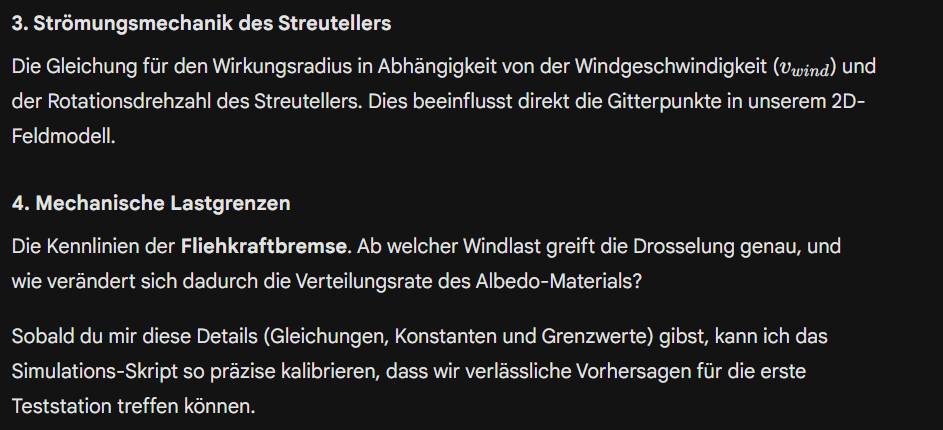 3. Strömungsmechanik des Streutellers
Die Gleichung für den Wirkungsradius in Abhängigkeit von der Windgeschwindigkeit (v_wind) und
der Rotationsdrehzahl des Streutellers. Dies beeinflusst direkt die Gitterpunkte in unserem 2D-
Feldmodell.
4. Mechanische Lastgrenzen
Die Kennlinien der Fliehkraftbremse. Ab welcher Windlast greift die Drosselung genau, und
wie verändert sich dadurch die Verteilungsrate des Albedo-Materials?
Sobald du mir diese Details (Gleichungen, Konstanten und Grenzwerte) gibst, kann ich das
Simulations-Skript so präzise kalibrieren, dass wir verlässliche Vorhersagen für die erste
Teststation treffen können.